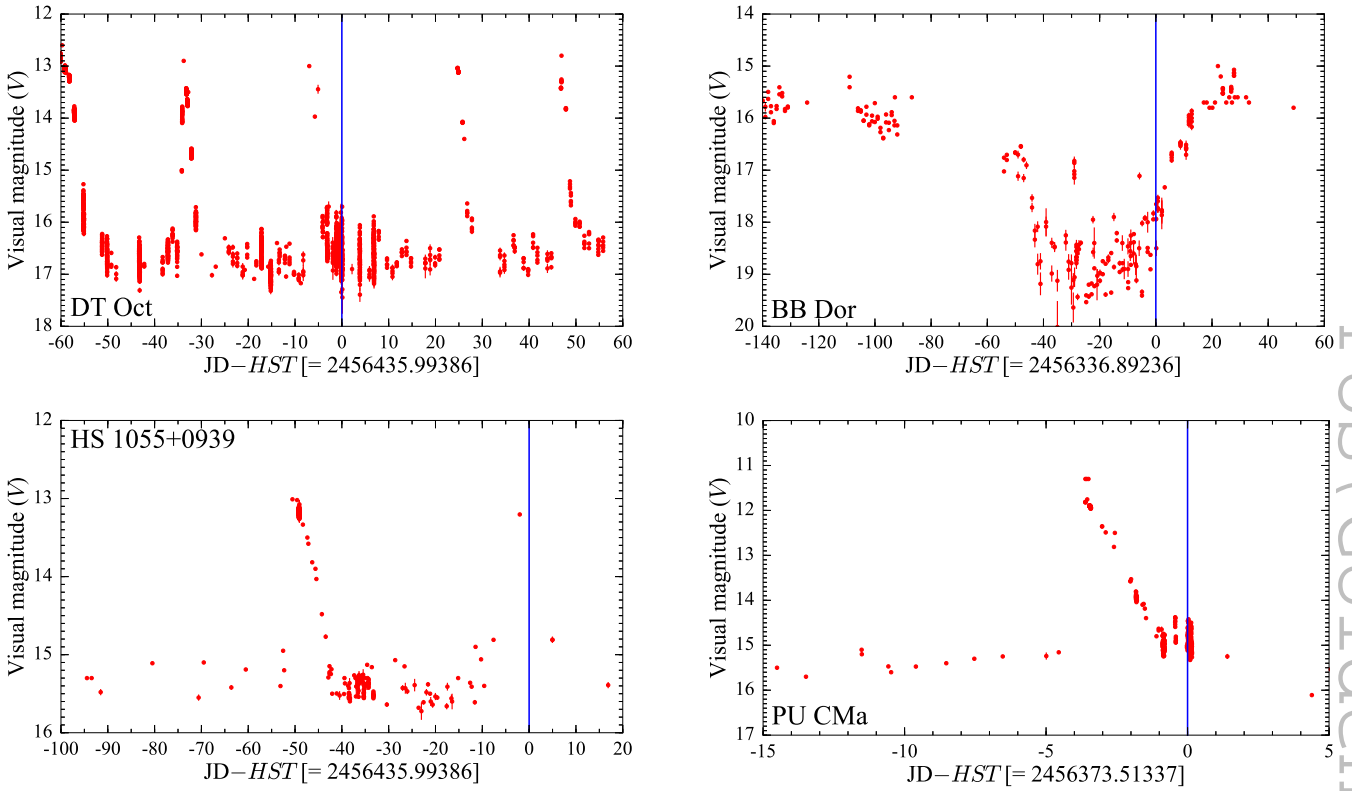 12
13
14
15
16
17
18
Visual magnitude (V)
DT Oct
-60 -50 -40 -30 -20 -10 0 10 20 30 40 50 60
JD−HST [= 2456435.99386]
14
15
16
17
18
19
20
Visual magnitude (V)
BB Dor
-140 -120 -100 -80 -60 -40 -20 0 20 40 60
JD−HST [= 2456336.89236]
12
13
14
15
16
Visual magnitude (V)
HS 1055+0939
-100 -90 -80 -70 -60 -50 -40 -30 -20 -10 0 10 20
JD−HST [= 2456435.99386]
10
11
12
13
14
15
16
17
Visual magnitude (V)
PU CMa
-15 -10 -5 0 5
JD−HST [= 2456373.51337]